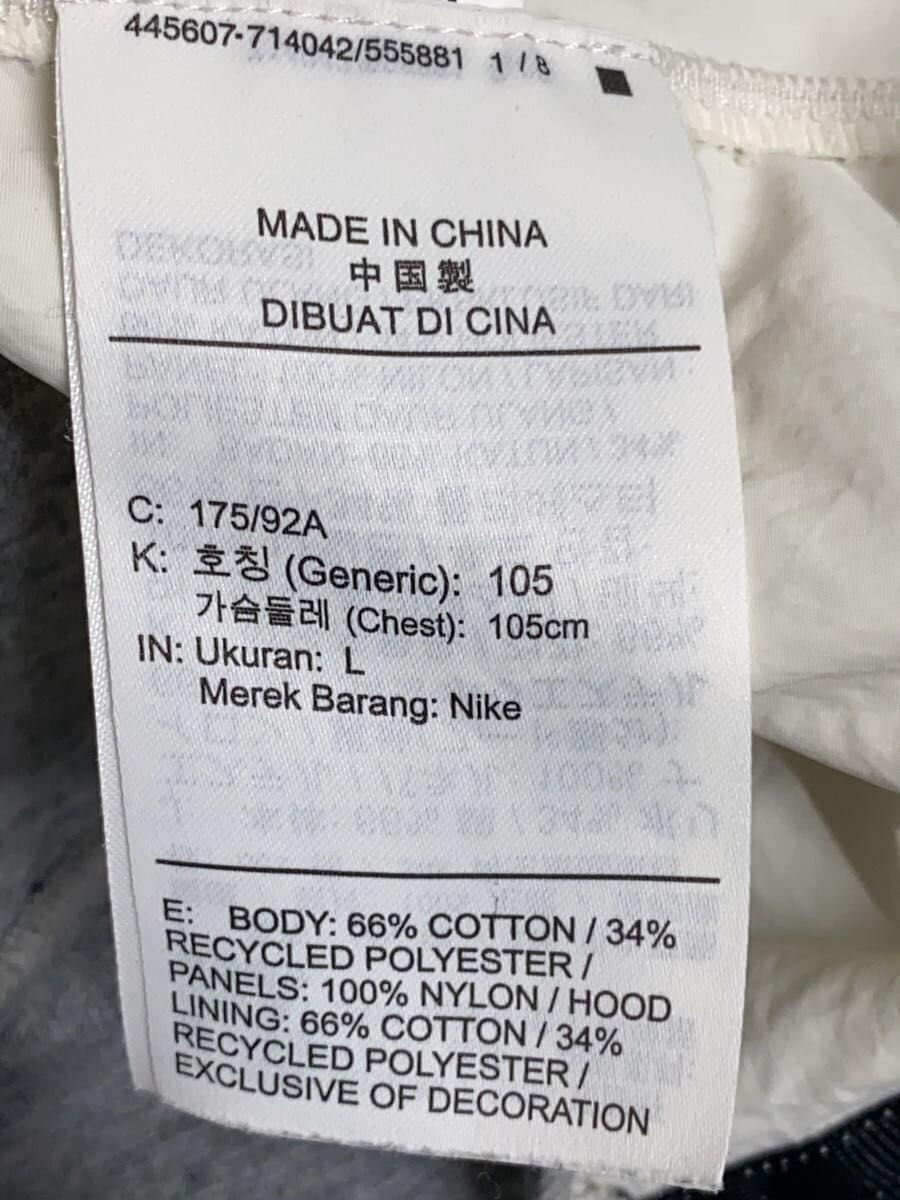 445607-714042/555881 1 / 8
MADE IN CHINA
中国製
DIBUAT DI CINA
C: 175/92A
K: 호칭 (Generic): 105
가슴둘레 (Chest): 105cm
IN: Ukuran: L
Merek Barang: Nike
E: BODY: 66% COTTON / 34%
RECYCLED POLYESTER /
PANELS: 100% NYLON / HOOD
LINING: 66% COTTON / 34%
RECYCLED POLYESTER /
EXCLUSIVE OF DECORATION